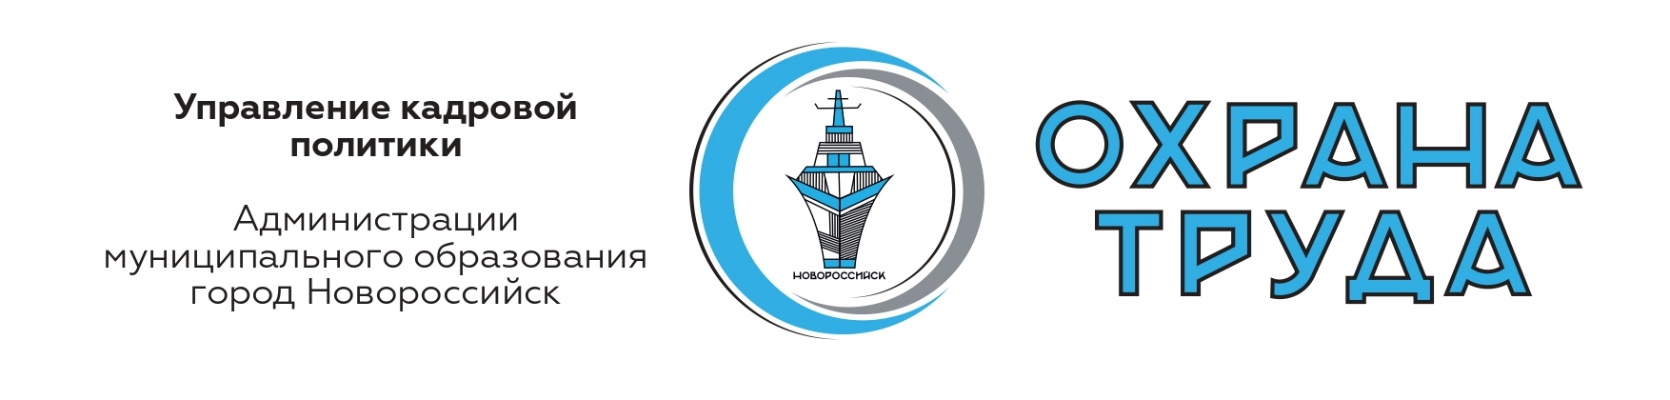 Управление кадровой
политики
Администрации
муниципального образования
город Новороссийск
НОВОРОССИЙСК
ОХРАНА
ТРУДА